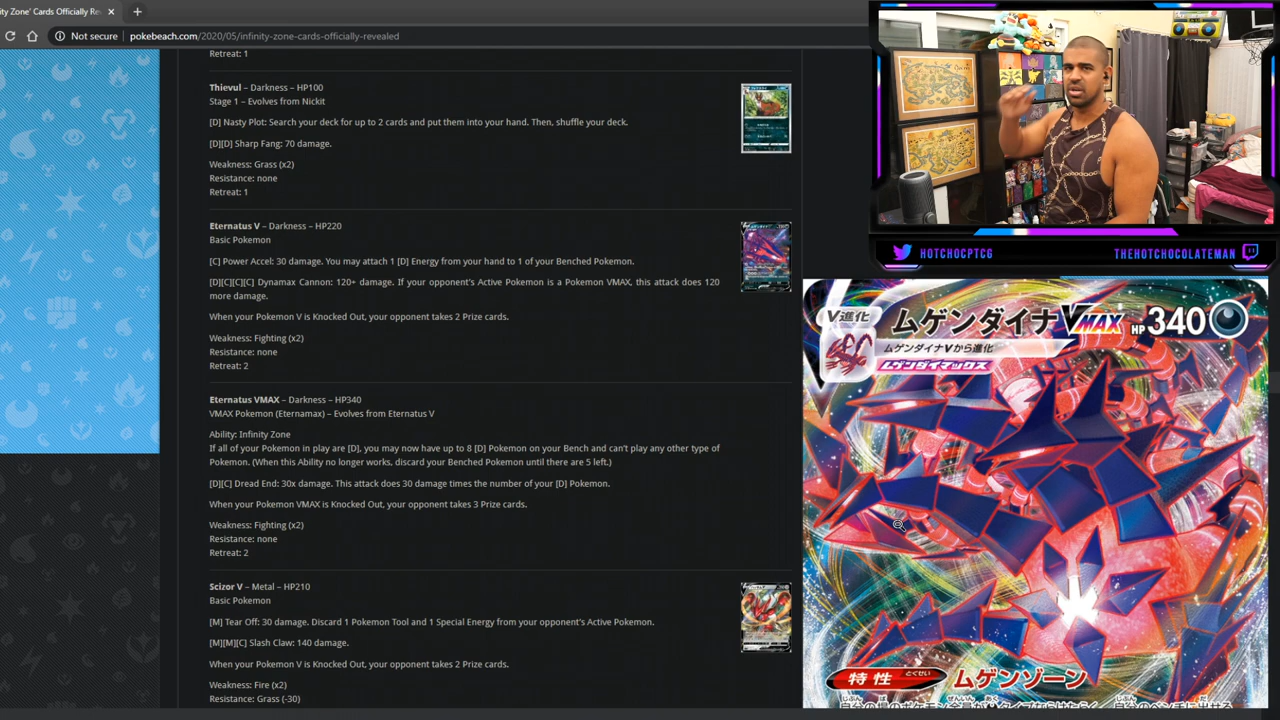 ty Zone' Cards Officially Re
Not secure
pokebeach.com/2020/05/infinity-zone-cards-officially-revealed
Retreat: 1
Thievul – Darkness – HP100
Stage 1 – Evolves from Nickit
[D] Nasty Plot: Search your deck for up to 2 cards and put them into your hand. Then, shuffle your deck.
[D][D] Sharp Fang: 70 damage.
Weakness: Grass (x2)
Resistance: none
Retreat: 1
Eternatus V – Darkness – HP220
Basic Pokemon
[C] Power Accel: 30 damage. You may attach 1 [D] Energy from your hand to 1 of your Benched Pokemon.
[D][C][C][C] Dynamax Cannon: 120+ damage. If your opponent's Active Pokemon is a Pokemon VMAX, this attack does 120
more damage.
When your Pokemon V is Knocked Out, your opponent takes 2 Prize cards.
Weakness: Fighting (x2)
Resistance: none
Retreat: 2
Eternatus VMAX – Darkness – HP340
VMAX Pokemon (Eternamax) – Evolves from Eternatus V
Ability: Infinity Zone
If all of your Pokemon in play are [D], you may now have up to 8 [D] Pokemon on your Bench and can't play any other type of
Pokemon. (When this Ability no longer works, discard your Benched Pokemon until there are 5 left.)
[D][C] Dread End: 30x damage. This attack does 30 damage times the number of your [D] Pokemon.
When your Pokemon VMAX is Knocked Out, your opponent takes 3 Prize cards.
Weakness: Fighting (x2)
Resistance: none
Retreat: 2
Scizor V – Metal – HP210
Basic Pokemon
[M] Tear Off: 30 damage. Discard 1 Pokemon Tool and 1 Special Energy from your opponent's Active Pokemon.
[M][M][C] Slash Claw: 140 damage.
When your Pokemon V is Knocked Out, your opponent takes 2 Prize cards.
Weakness: Fire (x2)
Resistance: Grass (-30)
HOTCHOCPTCG
THEHOTCHOCOLATEMAN
V進化
ムゲンダイナVMAX HP 340
ムゲンダイナVから進化
ムゲンダイマックス
特性 とくせい ムゲンゾーン